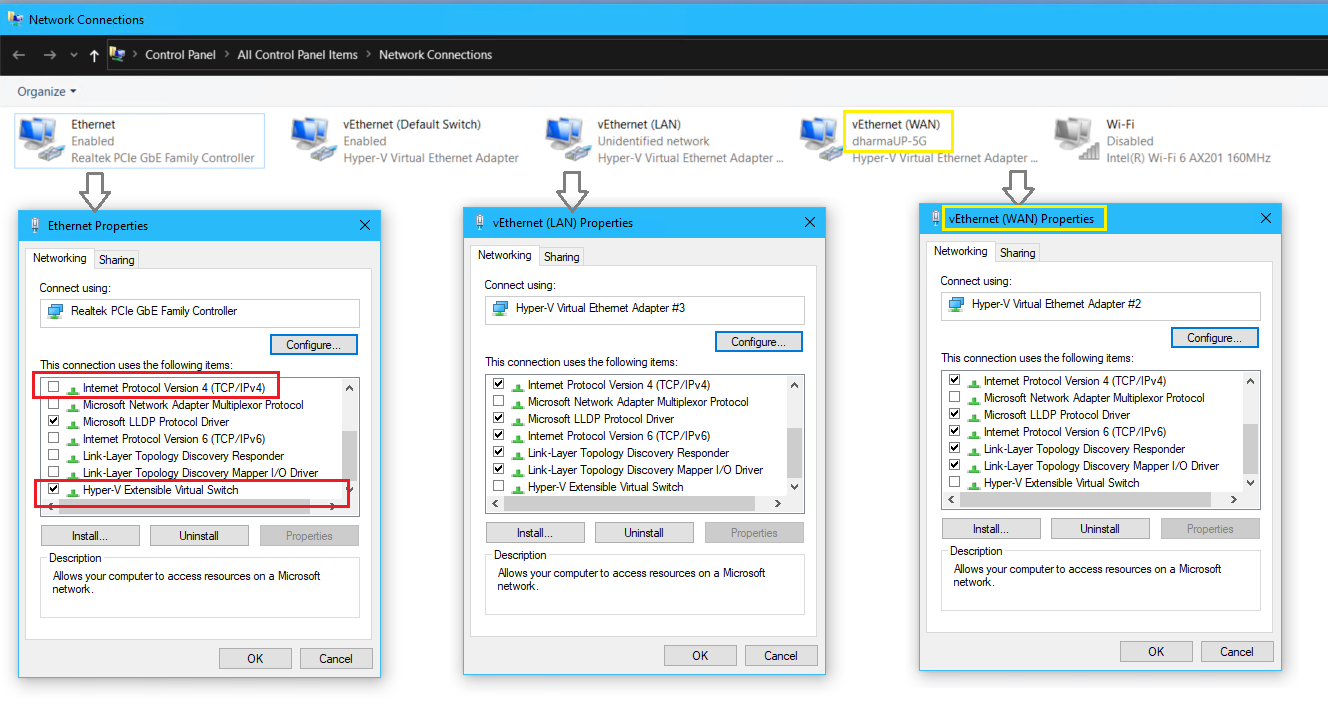 Network Connections
Control Panel > All Control Panel Items > Network Connections
Organize
Ethernet
Enabled
Realtek PCIe GbE Family Controller
vEthernet (Default Switch)
Enabled
Hyper-V Virtual Ethernet Adapter
vEthernet (LAN)
Unidentified network
Hyper-V Virtual Ethernet Adapter ...
vEthernet (WAN)
dharmaUP-5G
Hyper-V Virtual Ethernet Adapter ...
Wi-Fi
Disabled
Intel(R) Wi-Fi 6 AX201 160MHz
Ethernet Properties
Networking
Sharing
Connect using:
Realtek PCIe GbE Family Controller
Configure...
This connection uses the following items:
Internet Protocol Version 4 (TCP/IPv4)
Microsoft Network Adapter Multiplexor Protocol
Microsoft LLDP Protocol Driver
Internet Protocol Version 6 (TCP/IPv6)
Link-Layer Topology Discovery Responder
Link-Layer Topology Discovery Mapper I/O Driver
Hyper-V Extensible Virtual Switch
Install...
Uninstall
Properties
Description
Allows your computer to access resources on a Microsoft
network.
OK
Cancel
vEthernet (LAN) Properties
Networking
Sharing
Connect using:
Hyper-V Virtual Ethernet Adapter #3
Configure...
This connection uses the following items:
Internet Protocol Version 4 (TCP/IPv4)
Microsoft Network Adapter Multiplexor Protocol
Microsoft LLDP Protocol Driver
Internet Protocol Version 6 (TCP/IPv6)
Link-Layer Topology Discovery Responder
Link-Layer Topology Discovery Mapper I/O Driver
Hyper-V Extensible Virtual Switch
Install...
Uninstall
Properties
Description
Allows your computer to access resources on a Microsoft
network.
OK
Cancel
vEthernet (WAN) Properties
Networking
Sharing
Connect using:
Hyper-V Virtual Ethernet Adapter #2
Configure...
This connection uses the following items:
Internet Protocol Version 4 (TCP/IPv4)
Microsoft Network Adapter Multiplexor Protocol
Microsoft LLDP Protocol Driver
Internet Protocol Version 6 (TCP/IPv6)
Link-Layer Topology Discovery Responder
Link-Layer Topology Discovery Mapper I/O Driver
Hyper-V Extensible Virtual Switch
Install...
Uninstall
Properties
Description
Allows your computer to access resources on a Microsoft
network.
OK
Cancel